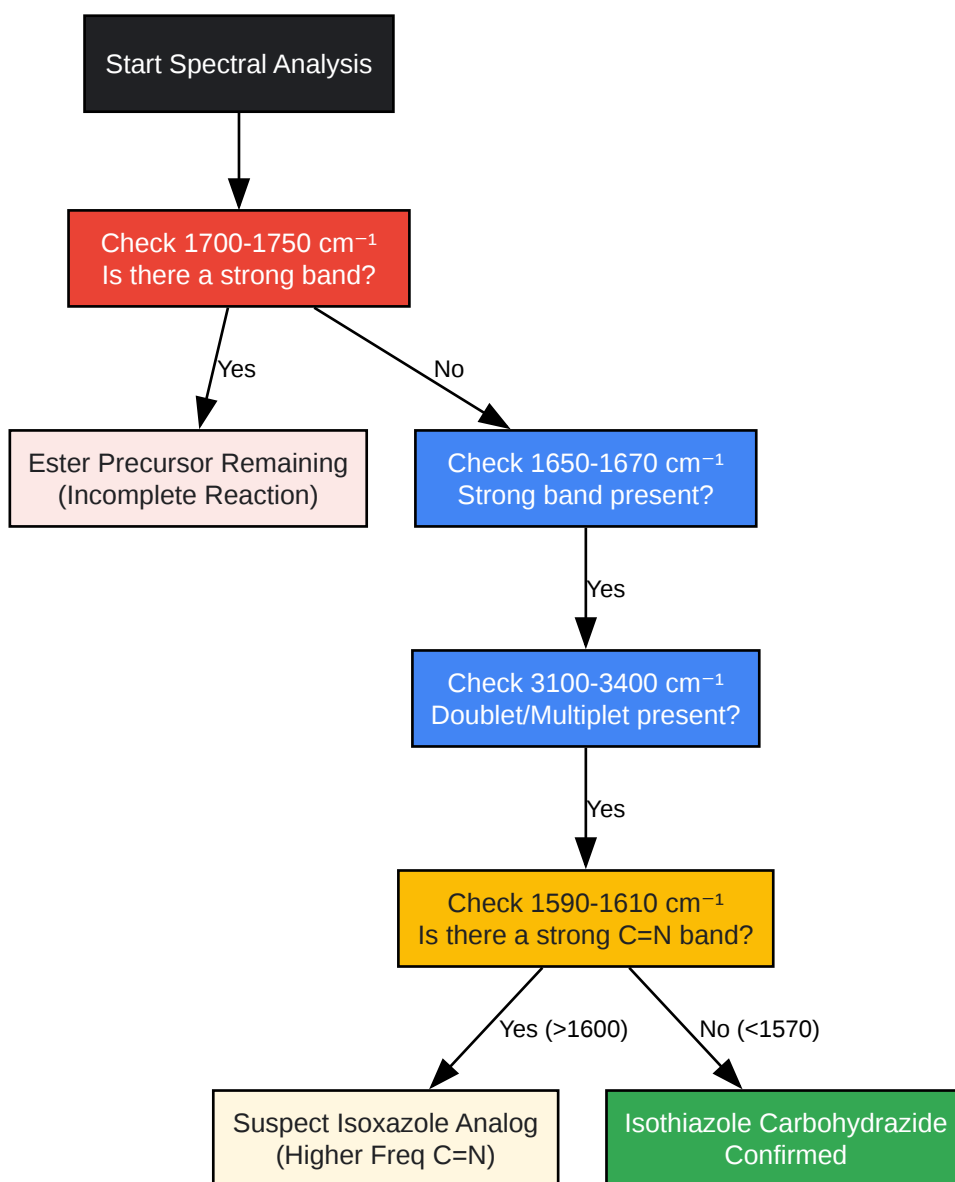 Start Spectral Analysis
Check 1700-1750 cm⁻¹
Is there a strong band?
Yes
No
Ester Precursor Remaining
(Incomplete Reaction)
Check 1650-1670 cm⁻¹
Strong band present?
Yes
Check 3100-3400 cm⁻¹
Doublet/Multiplet present?
Yes
Check 1590-1610 cm⁻¹
Is there a strong C=N band?
Yes (>1600)
No (<1570)
Suspect Isoxazole Analog
(Higher Freq C=N)
Isothiazole Carbohydrazide
Confirmed